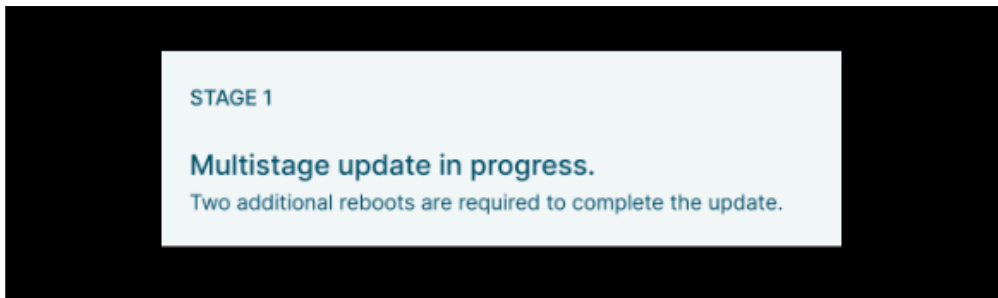 STAGE 1
Multistage update in progress.
Two additional reboots are required to complete the update.